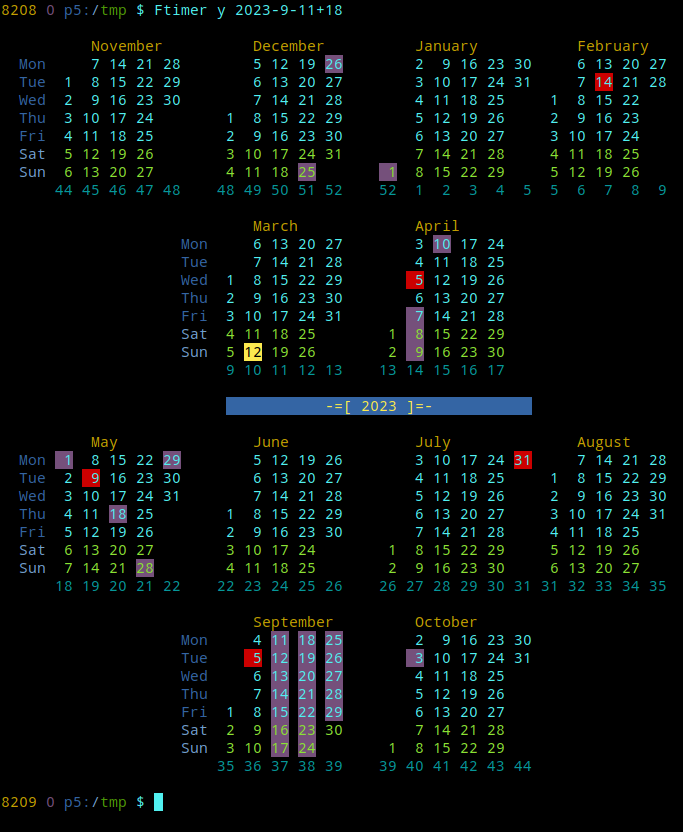 8208 0 p5:/tmp $ Ftimer y 2023-9-11+18
November December January February
Mon 7 14 21 28 5 12 19 26 2 9 16 23 30 6 13 20 27
Tue 1 8 15 22 29 6 13 20 27 3 10 17 24 31 7 14 21 28
Wed 2 9 16 23 30 7 14 21 28 4 11 18 25 1 8 15 22
Thu 3 10 17 24 1 8 15 22 29 5 12 19 26 2 9 16 23
Fri 4 11 18 25 2 9 16 23 30 6 13 20 27 3 10 17 24
Sat 5 12 19 26 3 10 17 24 31 7 14 21 28 4 11 18 25
Sun 6 13 20 27 4 11 18 25 1 8 15 22 29 5 12 19 26
44 45 46 47 48 48 49 50 51 52 52 1 2 3 4 5 5 6 7 8 9
March April
Mon 6 13 20 27 3 10 17 24
Tue 7 14 21 28 4 11 18 25
Wed 1 8 15 22 29 5 12 19 26
Thu 2 9 16 23 30 6 13 20 27
Fri 3 10 17 24 31 7 14 21 28
Sat 4 11 18 25 1 8 15 22 29
Sun 5 12 19 26 2 9 16 23 30
9 10 11 12 13 13 14 15 16 17
-=[ 2023 ]=-
May June July August
Mon 1 8 15 22 29 5 12 19 26 3 10 17 24 31 7 14 21 28
Tue 2 9 16 23 30 6 13 20 27 4 11 18 25 1 8 15 22 29
Wed 3 10 17 24 31 7 14 21 28 5 12 19 26 2 9 16 23 30
Thu 4 11 18 25 1 8 15 22 29 6 13 20 27 3 10 17 24 31
Fri 5 12 19 26 2 9 16 23 30 7 14 21 28 4 11 18 25
Sat 6 13 20 27 3 10 17 24 1 8 15 22 29 5 12 19 26
Sun 7 14 21 28 4 11 18 25 2 9 16 23 30 6 13 20 27
18 19 20 21 22 22 23 24 25 26 26 27 28 29 30 31 31 32 33 34 35
September October
Mon 4 11 18 25 2 9 16 23 30
Tue 5 12 19 26 3 10 17 24 31
Wed 6 13 20 27 4 11 18 25
Thu 7 14 21 28 5 12 19 26
Fri 1 8 15 22 29 6 13 20 27
Sat 2 9 16 23 30 7 14 21 28
Sun 3 10 17 24 1 8 15 22 29
35 36 37 38 39 39 40 41 42 43 44
8209 0 p5:/tmp $